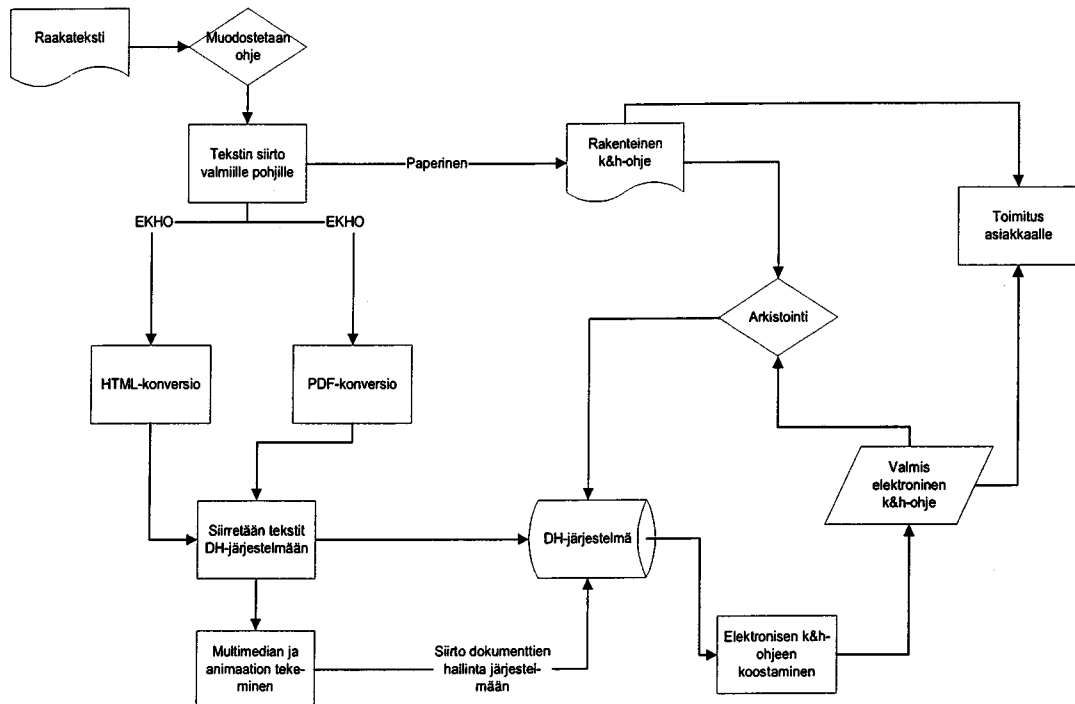 Raakateksti
Muodostetaan
ohje
Tekstin siirto
valmiille pohjille
Paperinen
Rakenteinen
k&h-ohje
Toimitus
asiakkaalle
EKHO
EKHO
Arkistointi
HTML-konversio
PDF-konversio
Valmis
elektroninen
k&h-ohje
Siirretään tekstit
DH-järjestelmään
DH-järjestelmä
Multimedian ja
animaation teke-
minen
Siirto dokumenttien
hallinta järjestel-
mään
Elektronisen k&h-
ohjeen
koostaminen